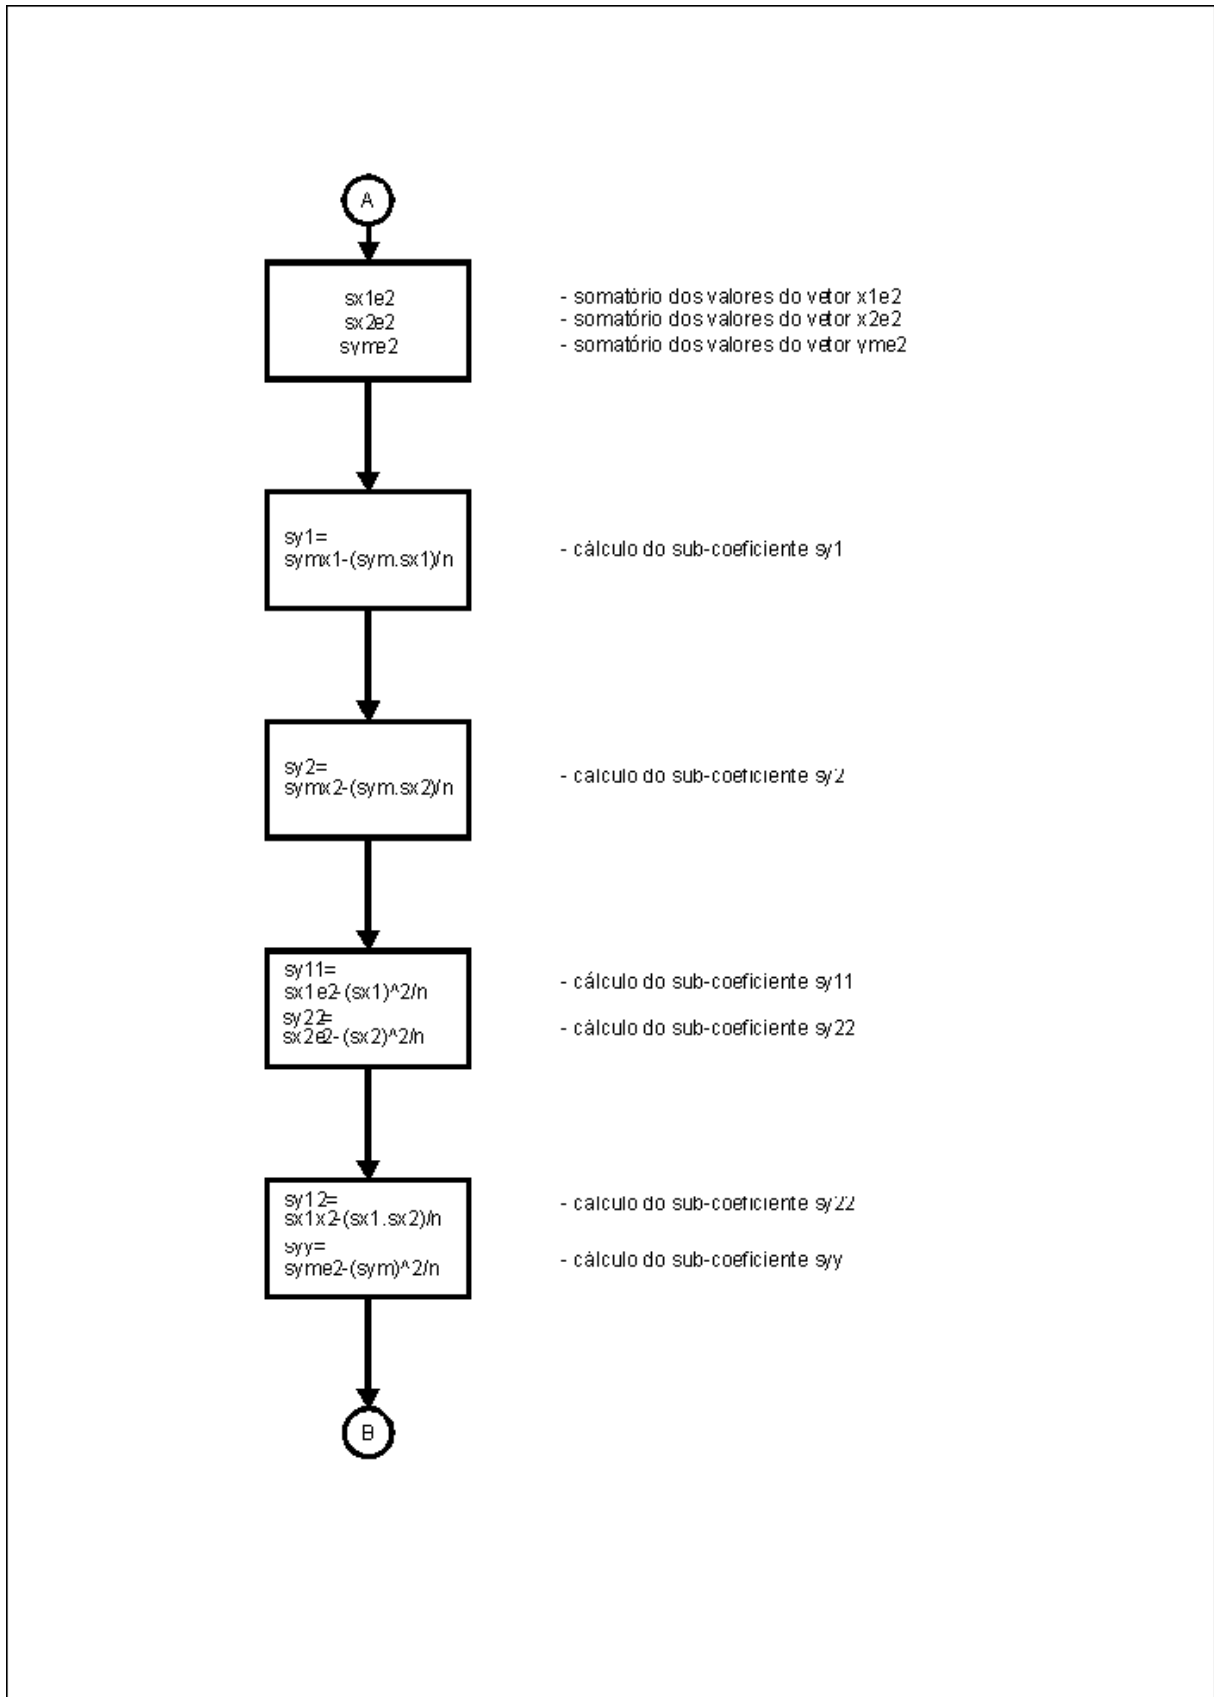 A
sx1e2
sx2e2
syme2
- somatório dos valores do vetor x1e2
- somatório dos valores do vetor x2e2
- somatório dos valores do vetor yme2
sy1=
symx1-(sym.sx1)/n
- cálculo do sub-coeficiente sy1
sy2=
symx2-(sym.sx2)/n
- calculo do sub-coeficiente sy2
sy11=
sx1e2-(sx1)^2/n
sy22=
sx2e2-(sx2)^2/n
- cálculo do sub-coeficiente sy11
- cálculo do sub-coeficiente sy22
sy12=
sx1x2-(sx1.sx2)/n
syy=
syme2-(sym)^2/n
- calculo do sub-coeficiente sy22
- cálculo do sub-coeficiente syy
B